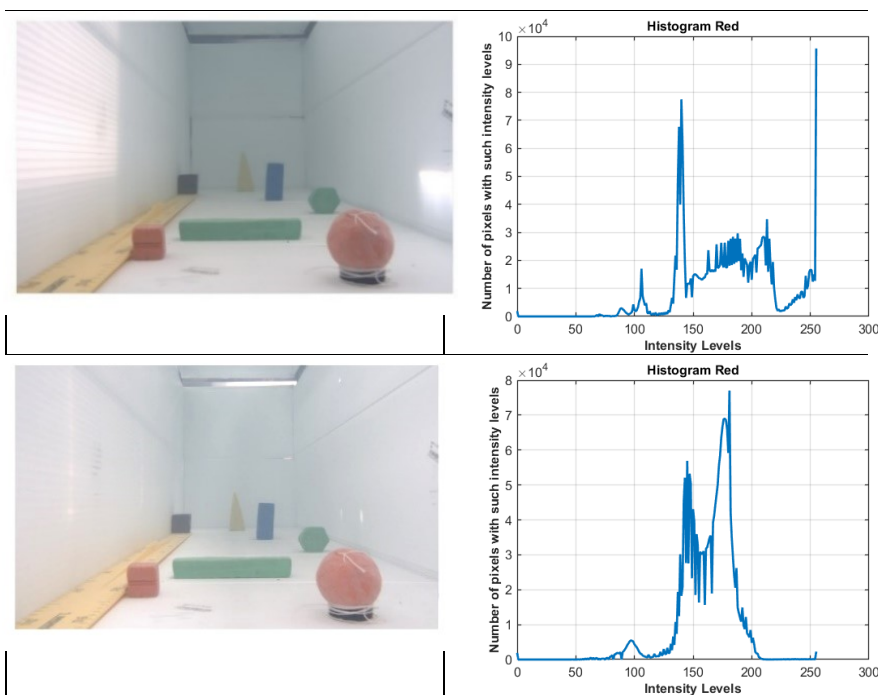 Histogram Red
×10⁴
Number of pixels with such intensity levels
10
9
8
7
6
5
4
3
2
1
0
0 50 100 150 200 250 300
Intensity Levels
Histogram Red
×10⁴
Number of pixels with such intensity levels
8
7
6
5
4
3
2
1
0
0 50 100 150 200 250 300
Intensity Levels